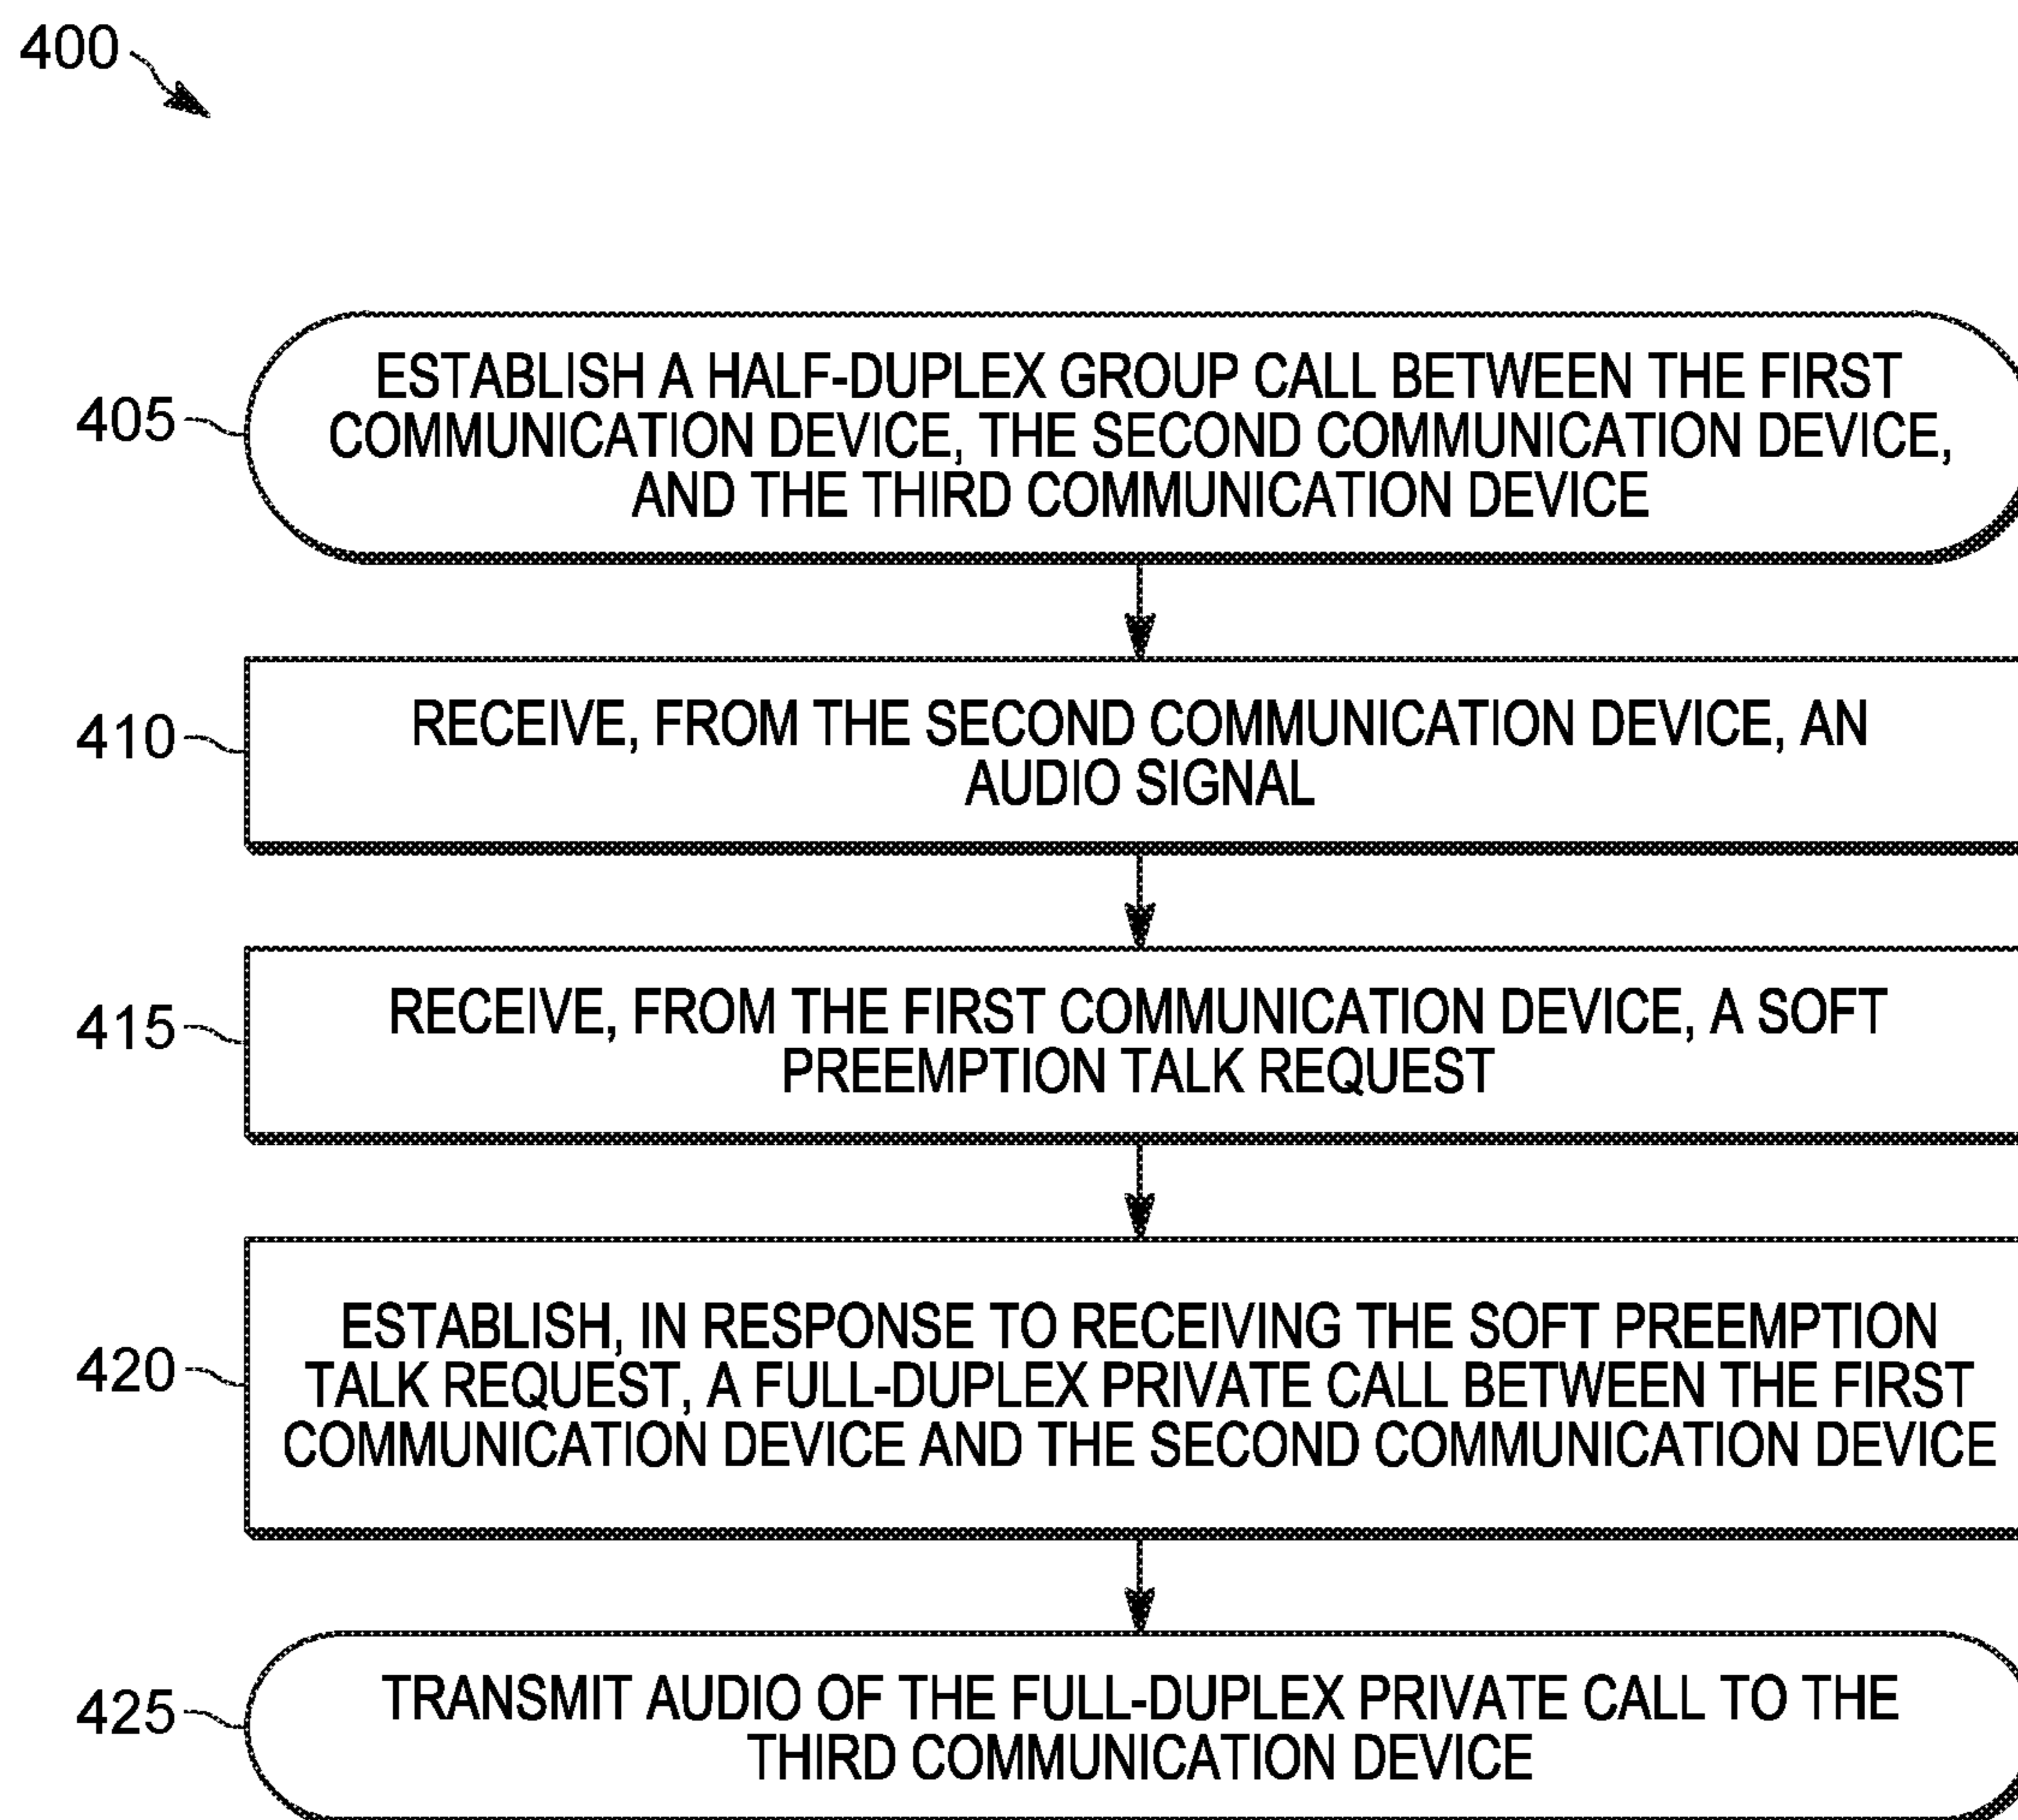 400
ESTABLISH A HALF-DUPLEX GROUP CALL BETWEEN THE FIRST
405
COMMUNICATION DEVICE, THE SECOND COMMUNICATION DEVICE,
AND THE THIRD COMMUNICATION DEVICE
410
RECEIVE, FROM THE SECOND COMMUNICATION DEVICE, AN
AUDIO SIGNAL
415
RECEIVE, FROM THE FIRST COMMUNICATION DEVICE, A SOFT
PREEMPTION TALK REQUEST
ESTABLISH, IN RESPONSE TO RECEIVING THE SOFT PREEMPTION
420
TALK REQUEST, A FULL-DUPLEX PRIVATE CALL BETWEEN THE FIRST
COMMUNICATION DEVICE AND THE SECOND COMMUNICATION DEVICE
425
TRANSMIT AUDIO OF THE FULL-DUPLEX PRIVATE CALL TO THE
THIRD COMMUNICATION DEVICE